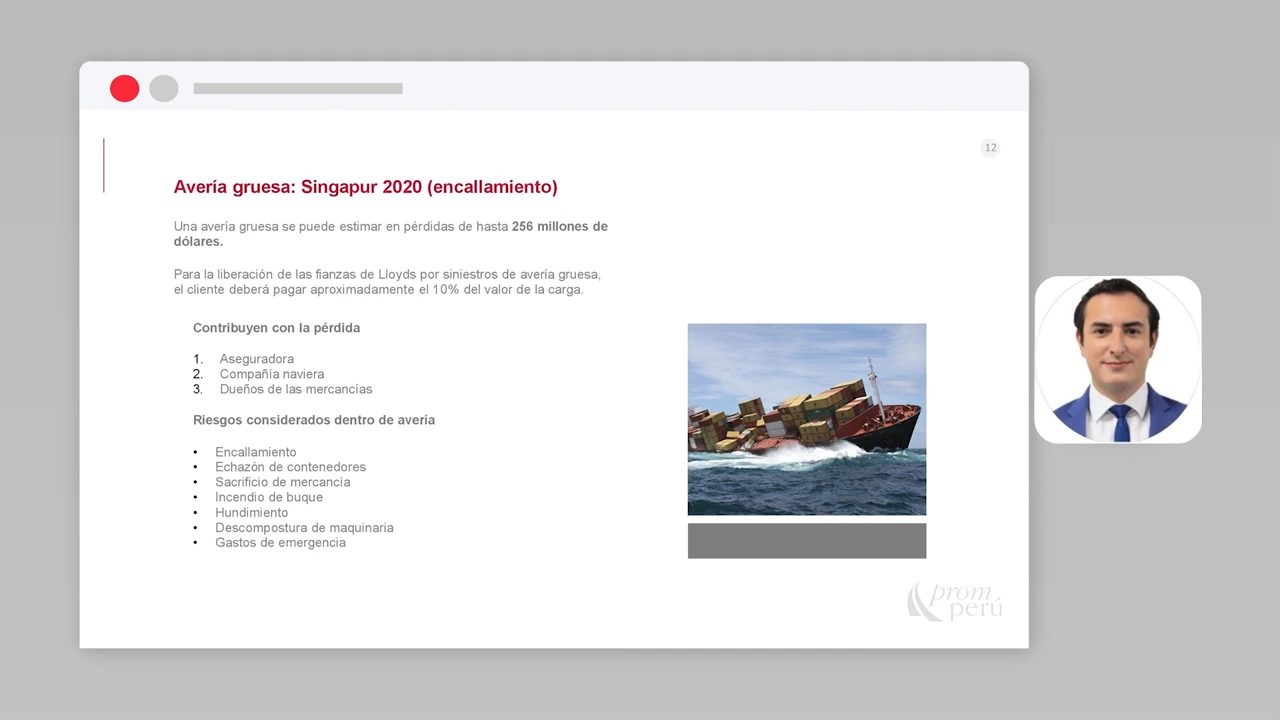 12
Avería gruesa: Singapur 2020 (encallamiento)
Una avería gruesa se puede estimar en pérdidas de hasta 256 millones de
dólares.
Para la liberación de las fianzas de Lloyds por siniestros de avería gruesa,
el cliente deberá pagar aproximadamente el 10% del valor de la carga.
Contribuyen con la pérdida
1. Aseguradora
2. Compañía naviera
3. Dueños de las mercancías
Riesgos considerados dentro de avería
• Encallamiento
• Echazón de contenedores
• Sacrificio de mercancía
• Incendio de buque
• Hundimiento
• Descompostura de maquinaria
• Gastos de emergencia
prom
perú